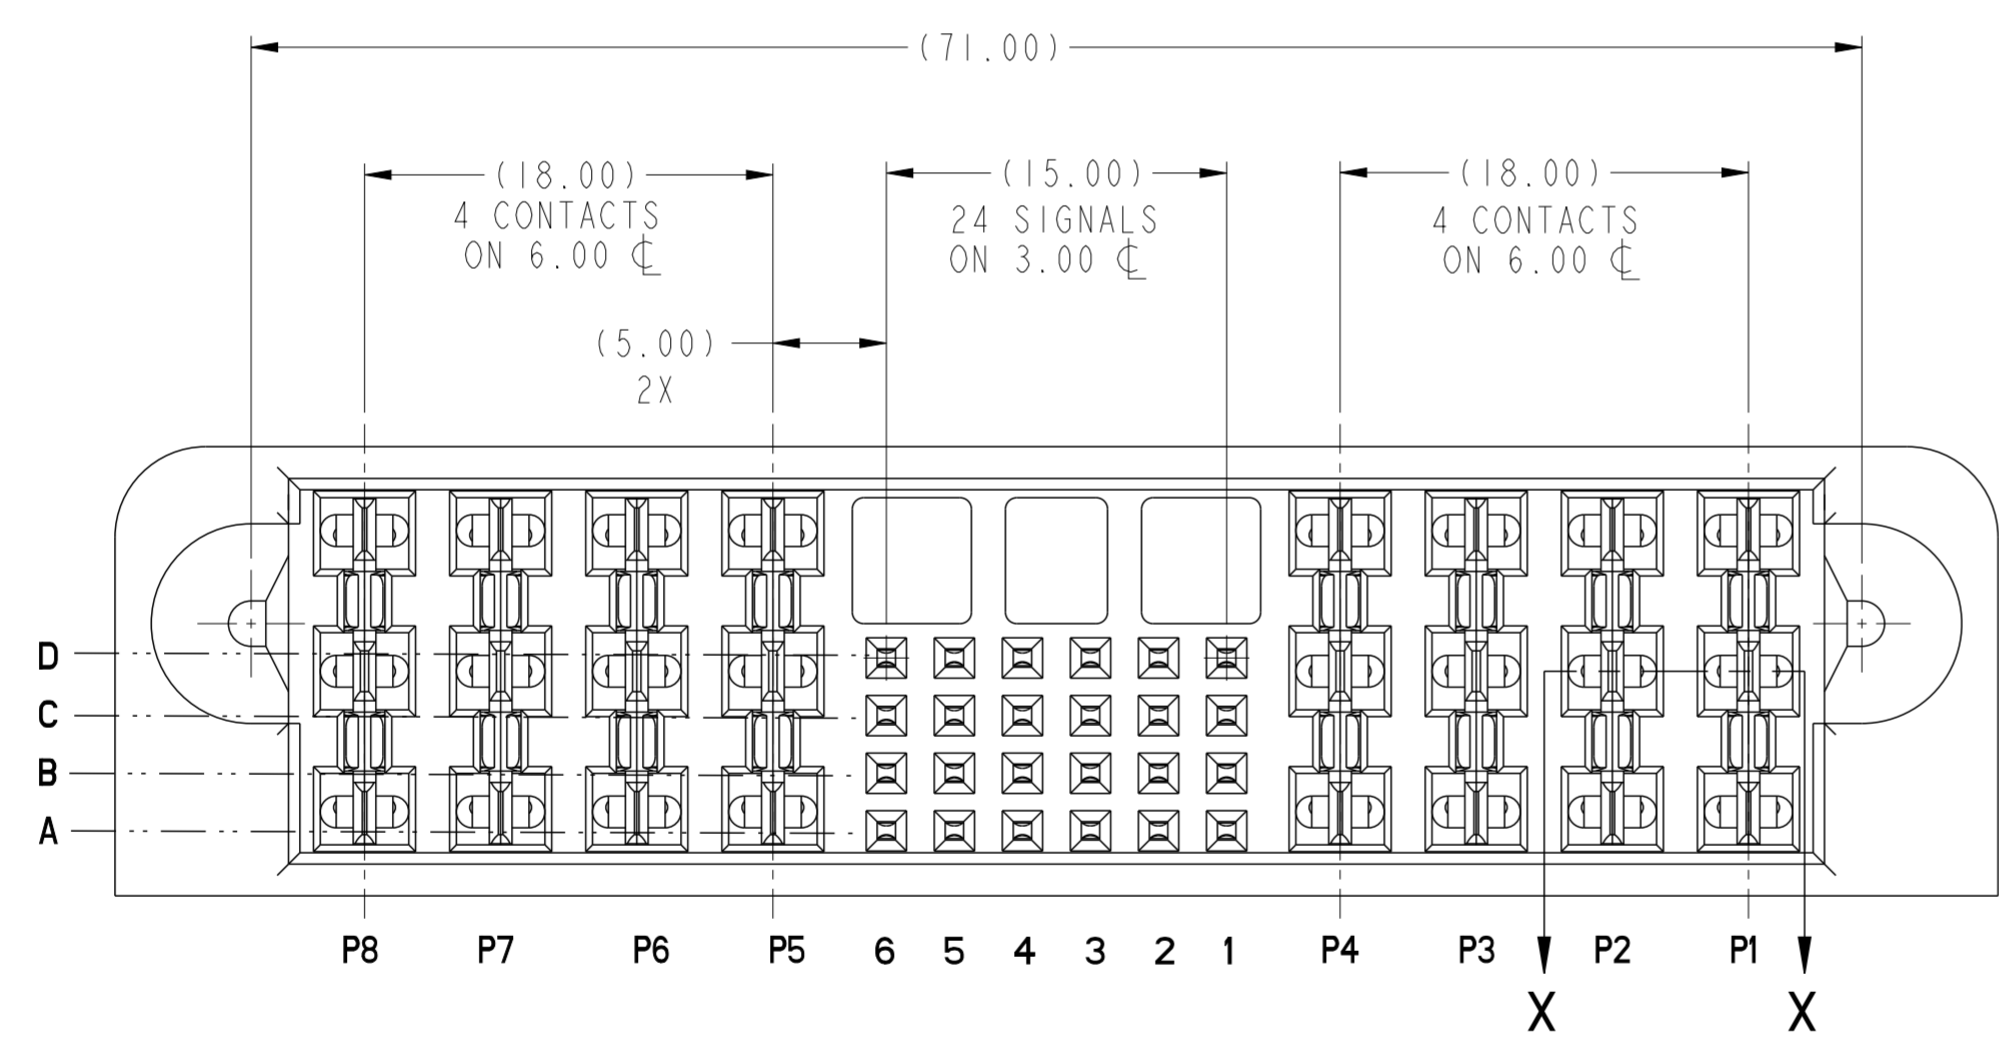 (71.00)
(18.00)
4 CONTACTS
ON 6.00 ℄
(15.00)
24 SIGNALS
ON 3.00 ℄
(18.00)
4 CONTACTS
ON 6.00 ℄
(5.00)
2X
D
C
B
A
P8 P7 P6 P5 6 5 4 3 2 1 P4 P3 P2 P1
X X